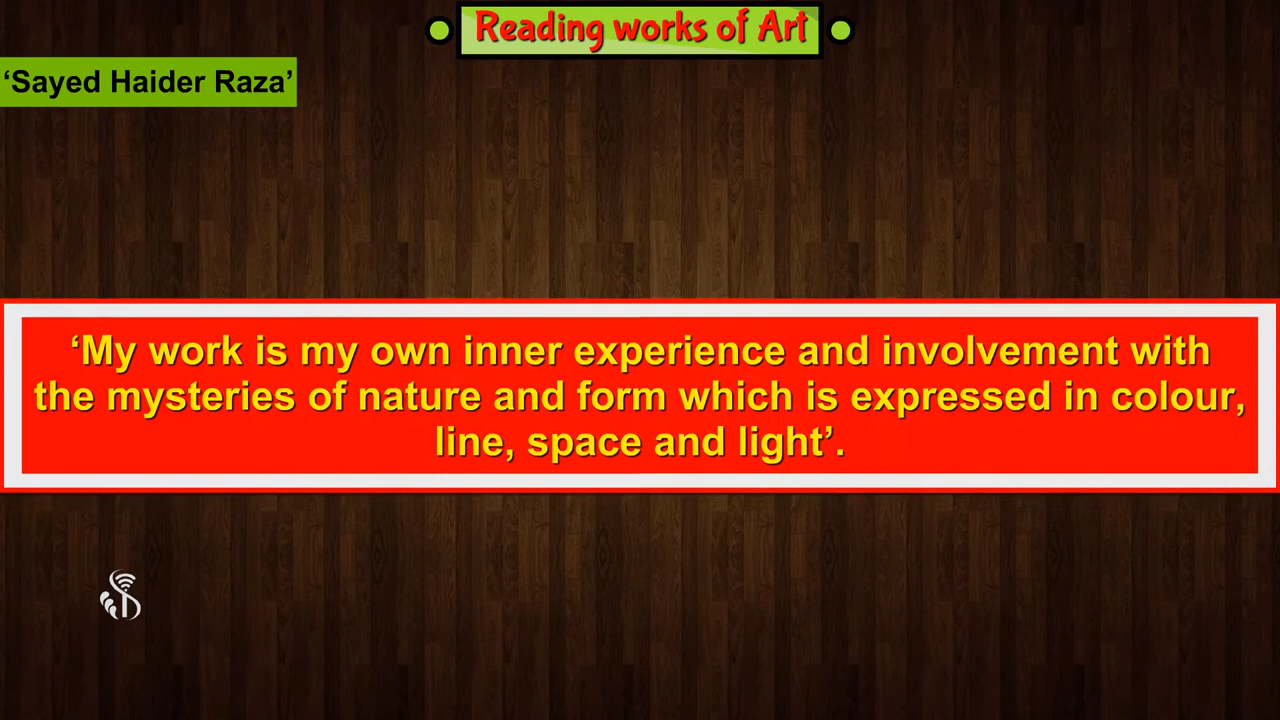 Reading works of Art
‘Sayed Haider Raza’
‘My work is my own inner experience and involvement with
the mysteries of nature and form which is expressed in colour,
line, space and light’.